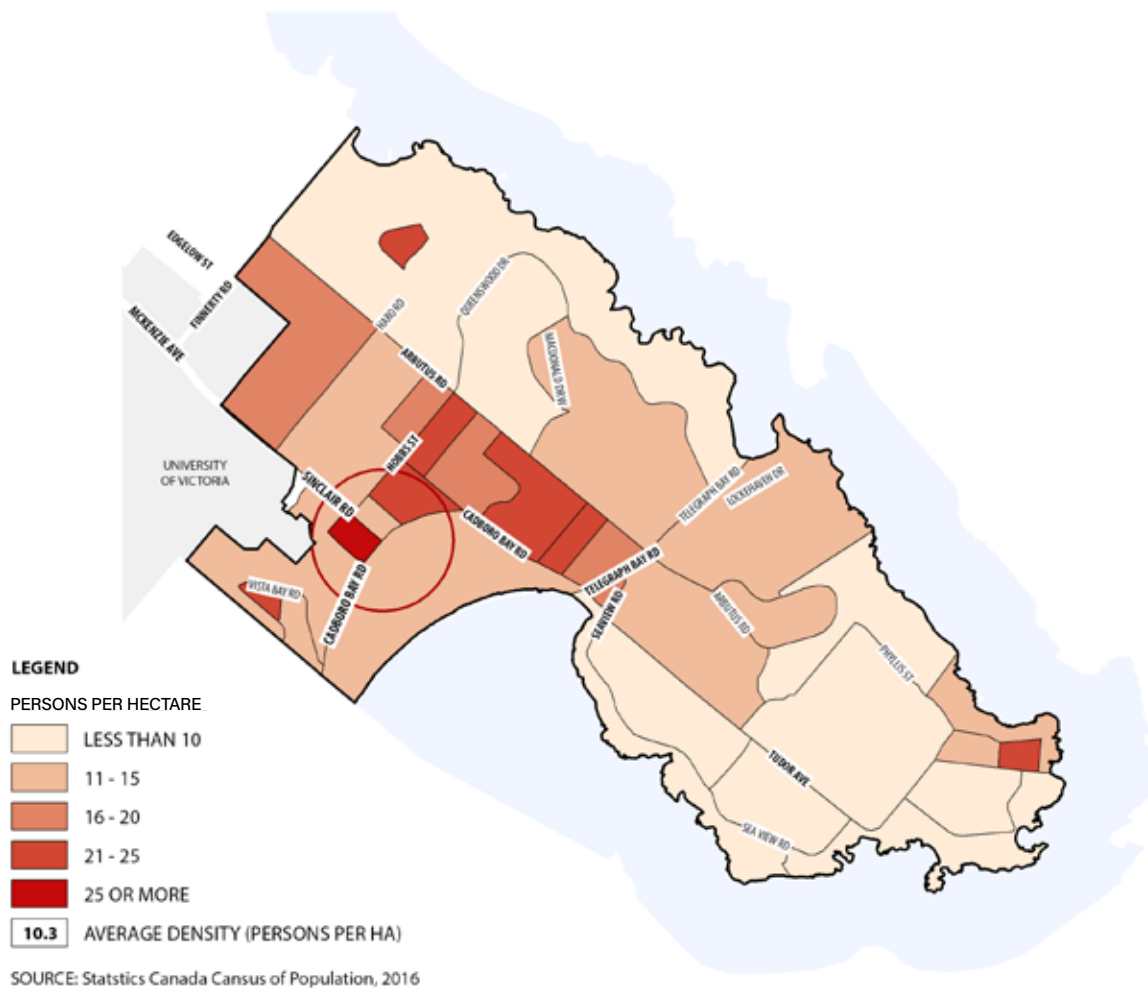 EDGELOW ST
FINNERTY RD
MCKENZIE AVE
HARO RD
QUEENSWOOD DR
ARBUTUS RD
MACDONALD DR W
HOBBS ST
UNIVERSITY
OF VICTORIA
SINCLAIR RD
CADBORO BAY RD
TELEGRAPH BAY RD
LOCKEHAVEN DR
TELEGRAPH BAY RD
SEAVIEW RD
VISTA BAY RD
CADBORO BAY RD
ARBUTUS RD
PHYLLIS ST
TUDOR AVE
SEA VIEW RD
LEGEND
PERSONS PER HECTARE
LESS THAN 10
11 - 15
16 - 20
21 - 25
25 OR MORE
10.3 AVERAGE DENSITY (PERSONS PER HA)
SOURCE: Statstics Canada Cansus of Population, 2016